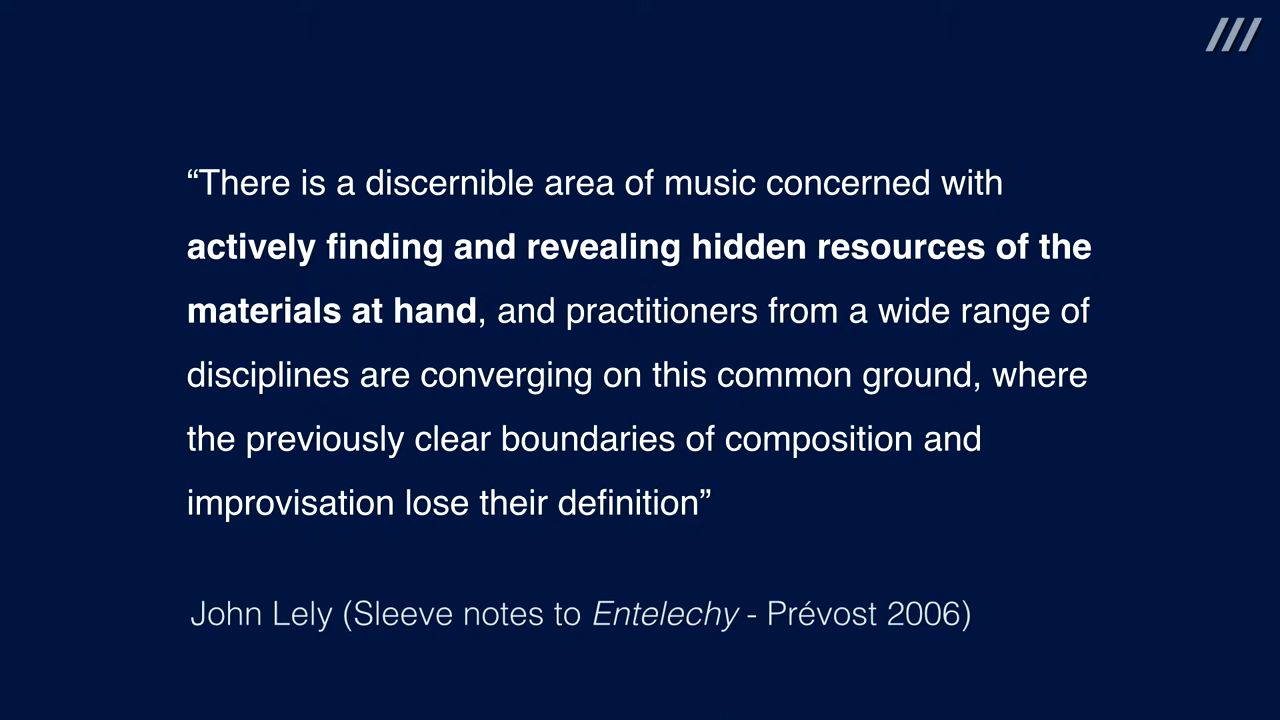 “There is a discernible area of music concerned with
actively finding and revealing hidden resources of the
materials at hand, and practitioners from a wide range of
disciplines are converging on this common ground, where
the previously clear boundaries of composition and
improvisation lose their definition”
John Lely (Sleeve notes to Entelechy - Prévost 2006)